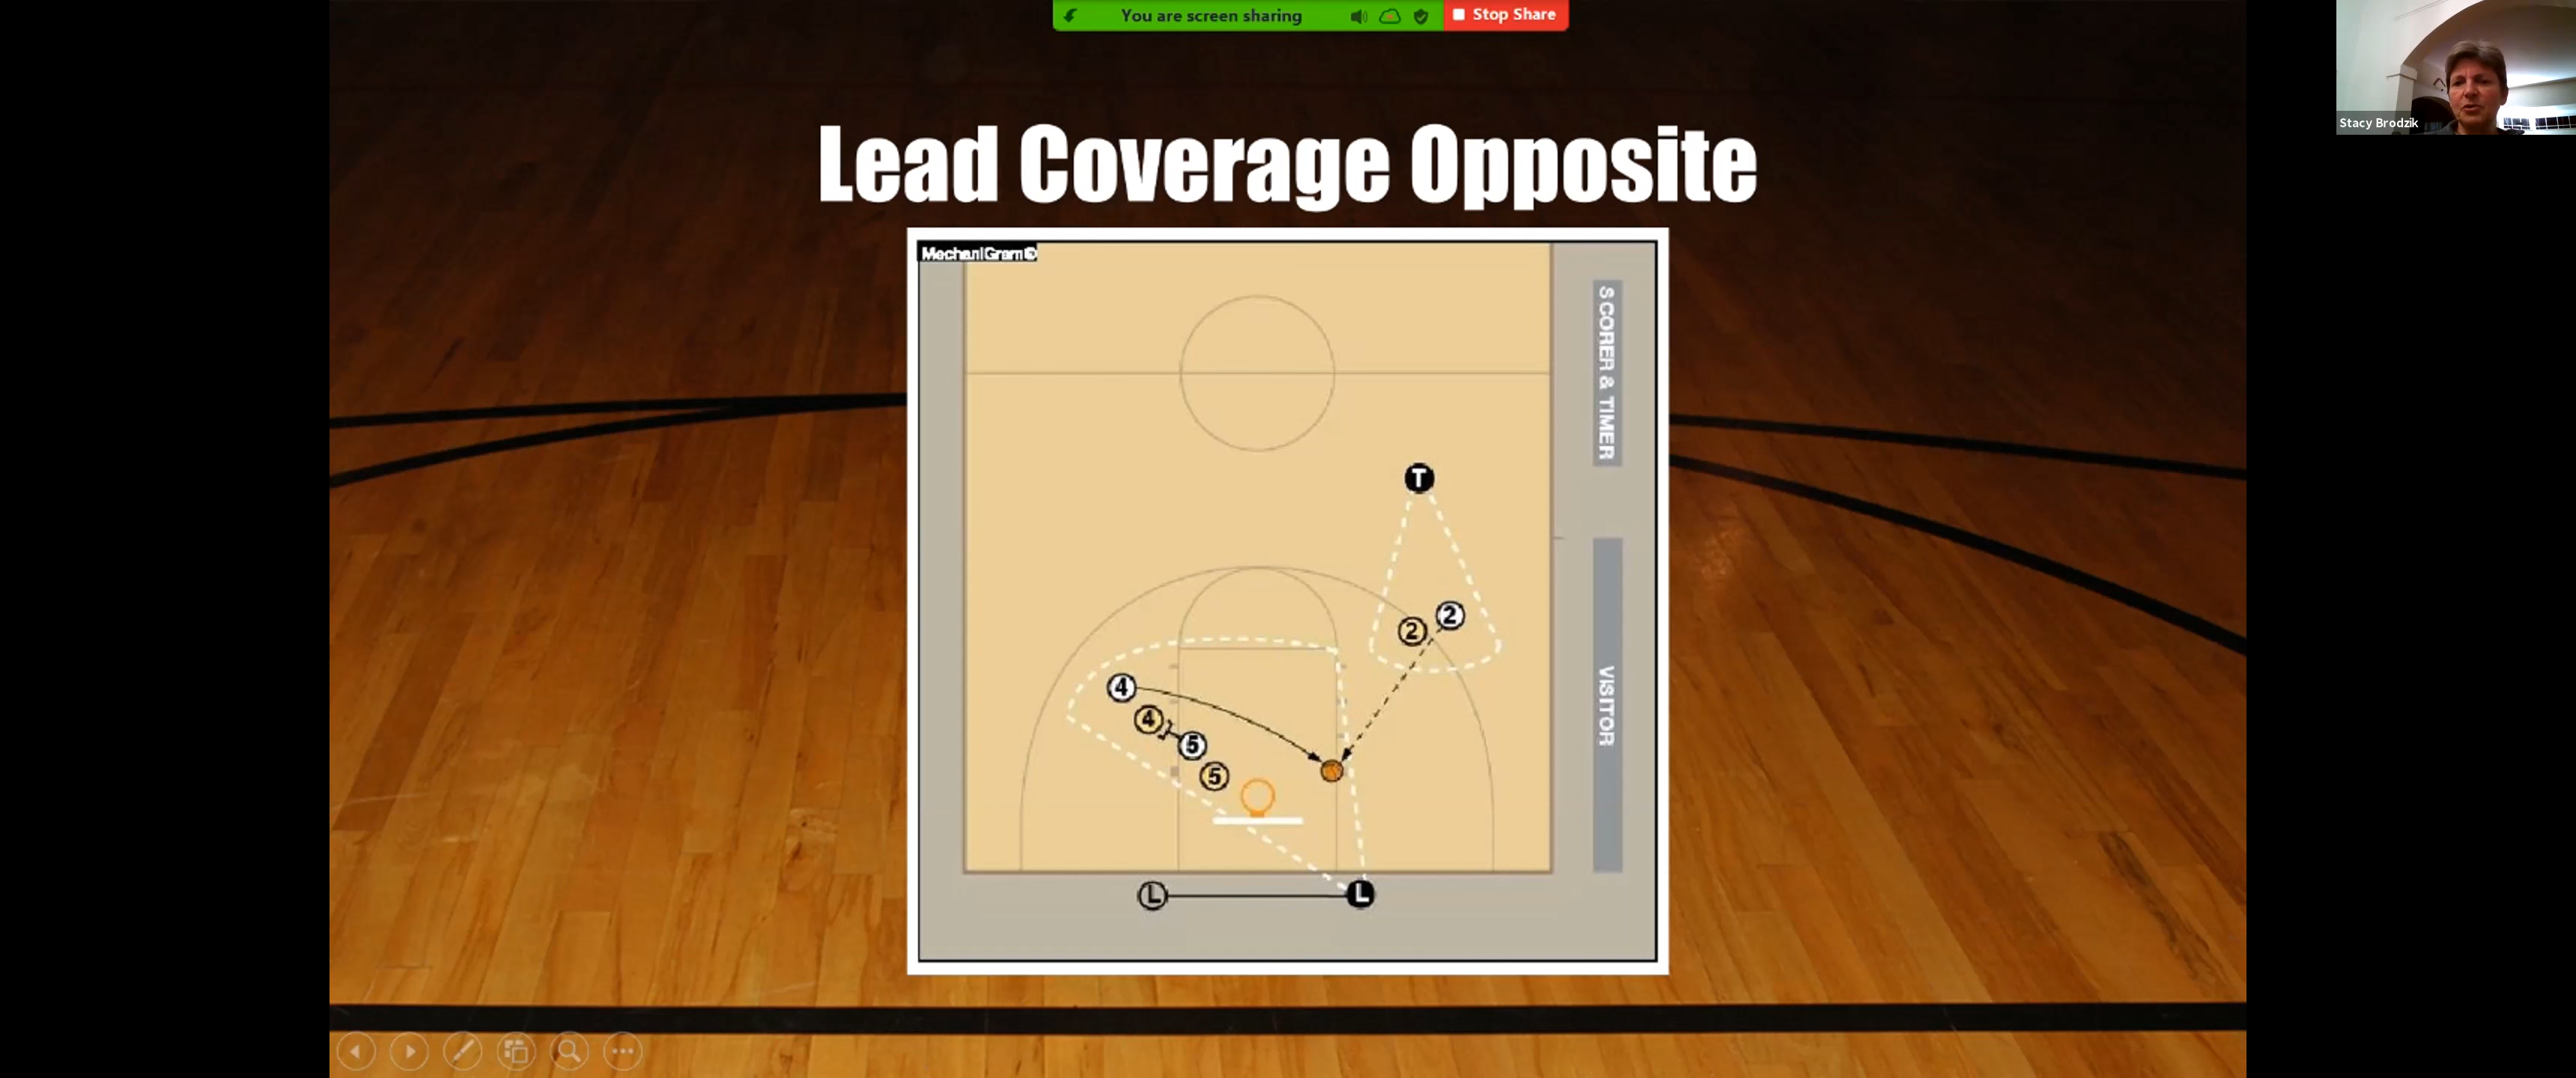 You are screen sharing
Stop Share
Stacy Brodzik
Lead Coverage Opposite
MechaniGram©
SCORER & TIMER
T
2
2
4
4
5
5
VISITOR
L
L